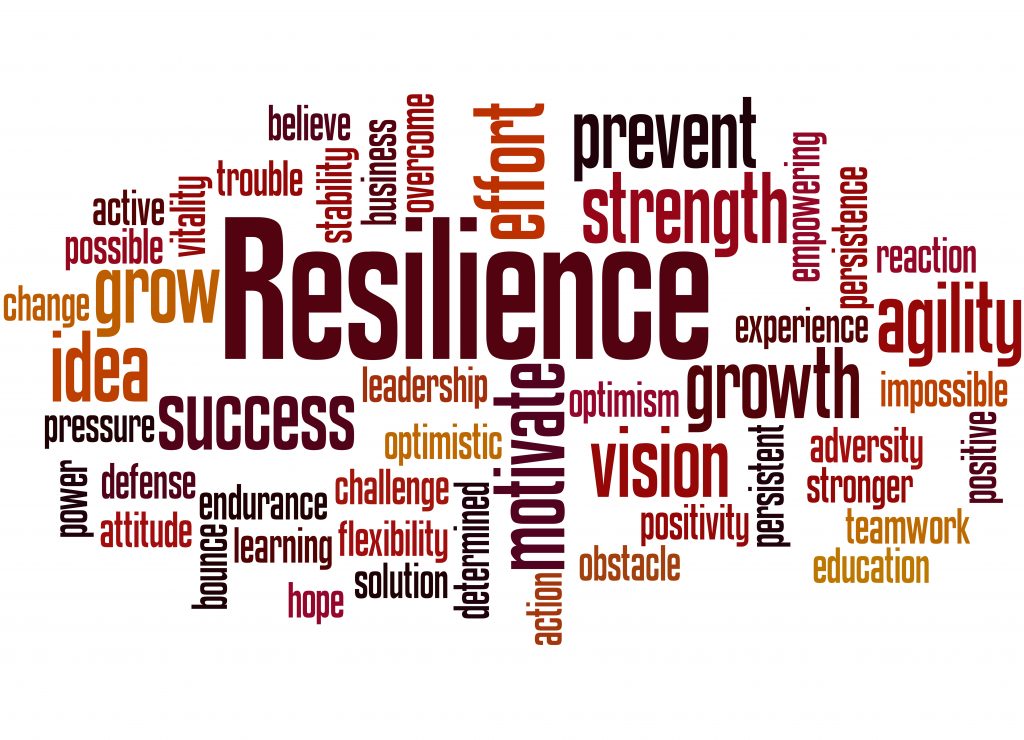 believe
overcome
effort
prevent
business
empowering
trouble
stability
strength
persistence
active
vitality
possible
Resilience
reaction
change
grow
experience
agility
idea
leadership
motivate
optimism
growth
impossible
pressure
success
optimistic
vision
persistent
adversity
positive
power
defense
endurance
challenge
determined
stronger
attitude
bounce
learning
flexibility
positivity
teamwork
solution
obstacle
education
hope
action